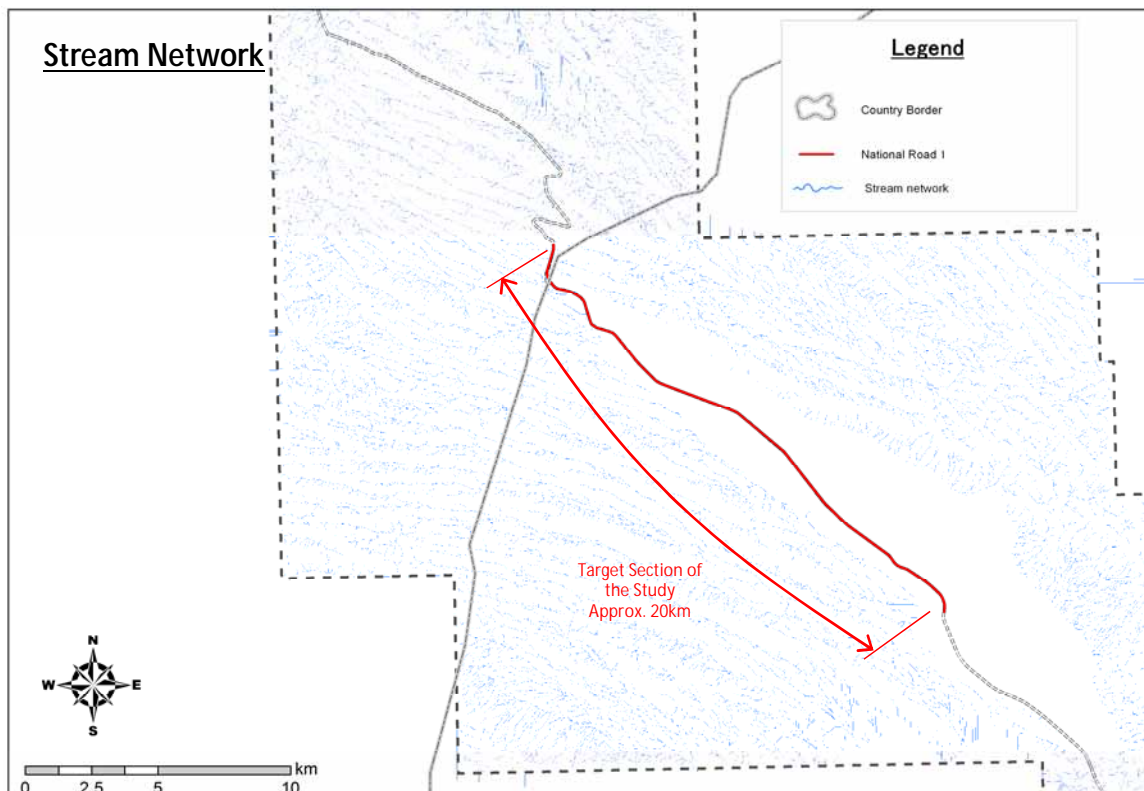 Stream Network
Legend
Country Border
National Road 1
Stream network
Target Section of
the Study
Approx. 20km
N
W E
S
km
0 2.5 5 10